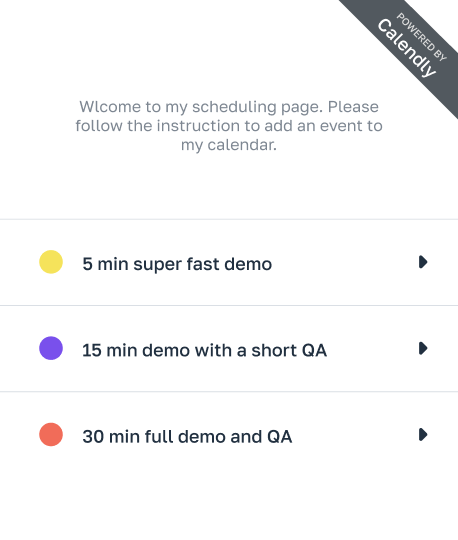 POWERED BY
Calendly
Wlcome to my scheduling page. Please
follow the instruction to add an event to
my calendar.
5 min super fast demo
15 min demo with a short QA
30 min full demo and QA